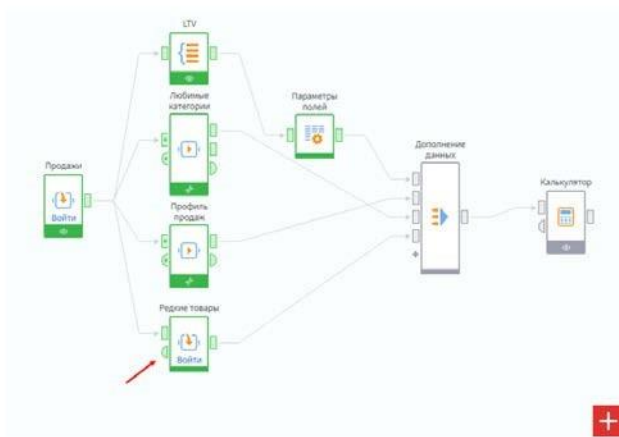 LTV
Любимые
категории
Параметры
полей
Дополнение
данных
Продажи
Войти
Калькулятор
Профиль
продаж
Редкие товары
Войти